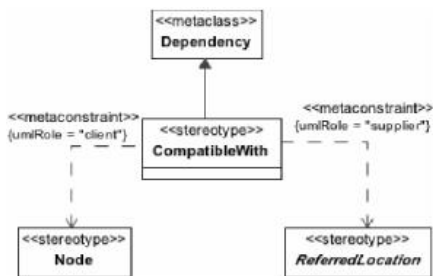 <<metaclass>>
Dependency
<<metaconstraint>>
{umlRole = "client"}
<<metaconstraint>>
{umlRole = "supplier"}
<<stereotype>>
CompatibleWith
<<stereotype>>
Node
<<stereotype>>
ReferredLocation